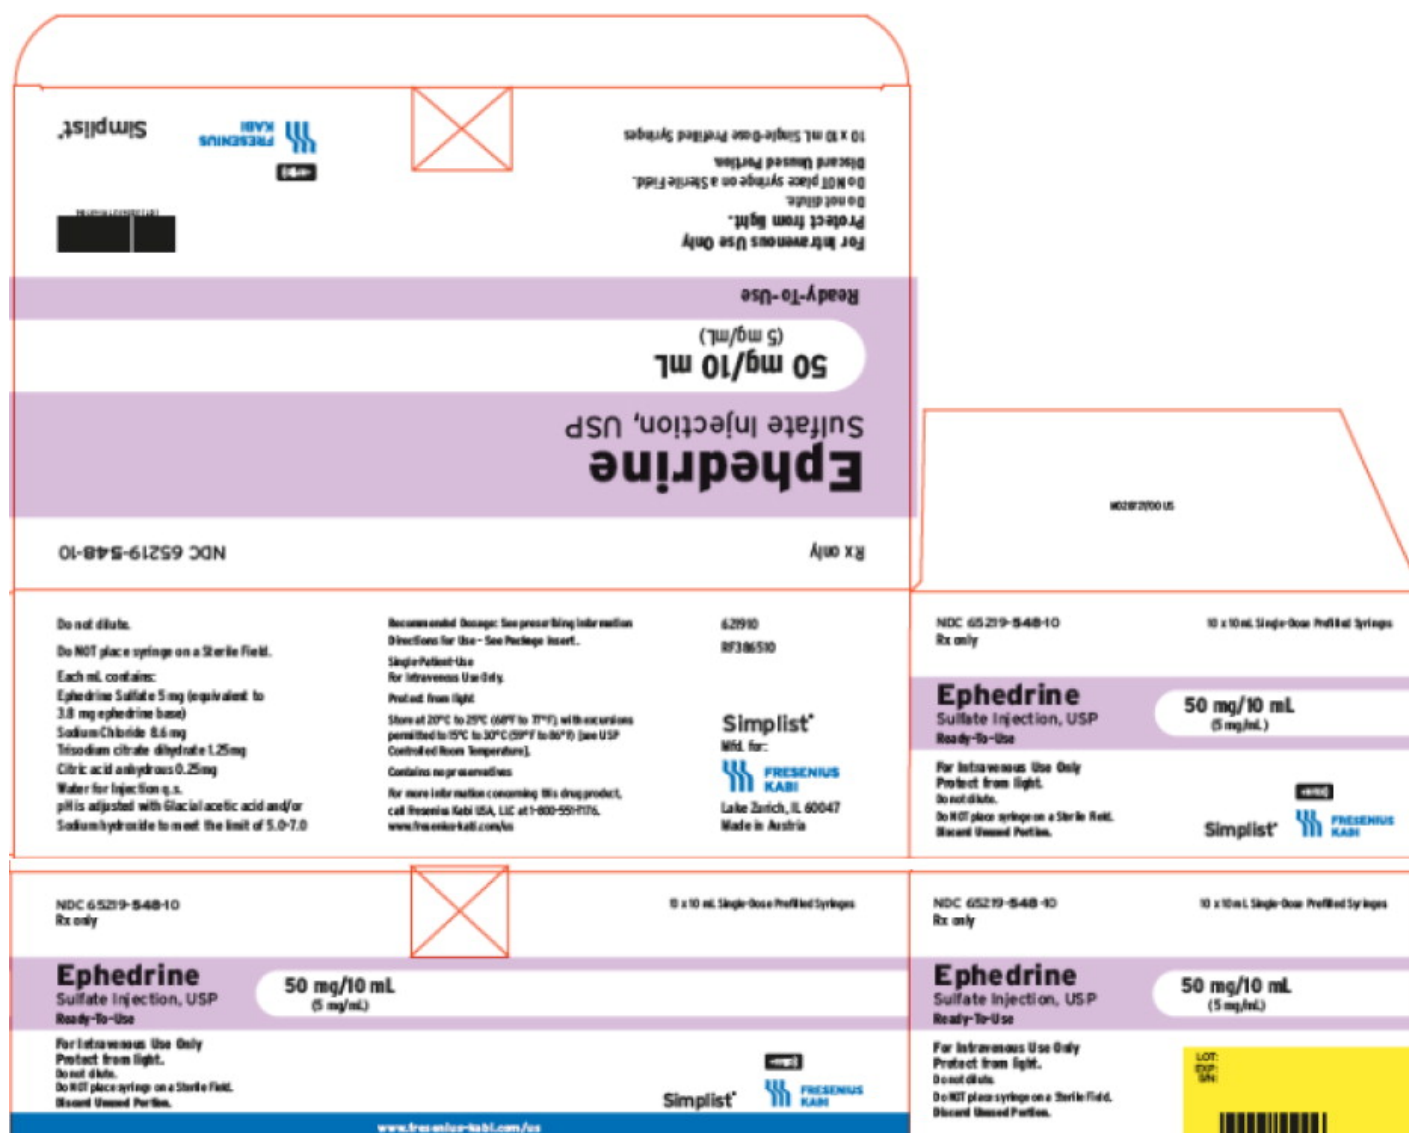 10 x 10 mL Single-Dose Prefilled Syringes
Discard Unused Portion.
Do NOT place syringe on a Sterile Field.
Do not dilute.
Protect from light.
For Intravenous Use Only
Simplist
FRESENIUS
KABI
Ready-To-Use
50 mg/10 mL
(5 mg/mL)
Ephedrine
Sulfate Injection, USP
Rx only
NDC 65219-548-10
Do not dilute.
Do NOT place syringe on a Sterile Field.
Each mL contains:
Ephedrine Sulfate 5 mg (equivalent to
3.8 mg ephedrine base)
Sodium Chloride 8.6 mg
Trisodium citrate dihydrate 1.25mg
Citric acid anhydrous 0.25mg
Water for Injection q.s.
pH is adjusted with Glacial acetic acid and/or
Sodium hydroxide to meet the limit of 5.0-7.0
Recommended Dosage: See prescribing information
Directions for Use - See Package insert.
Single-Patient-Use
For Intravenous Use Only.
Protect from light
Store at 20°C to 25°C (68°F to 77°F), with excursions
permitted to 15°C to 30°C (59°F to 86°F) [see USP
Controlled Room Temperature].
Contains no preservatives
For more information concerning this drug product,
call Fresenius Kabi USA, LLC at 1-800-551-7176.
www.fresenius-kabi.com/us
621910
RF386510
Simplist
Mfd. for:
FRESENIUS
KABI
Lake Zurich, IL 60047
Made in Austria
NDC 65219-548-10
Rx only
10 x 10 mL Single-Dose Prefilled Syringes
Ephedrine
Sulfate Injection, USP
Ready-To-Use
50 mg/10 mL
(5 mg/mL)
For Intravenous Use Only
Protect from light.
Do not dilute.
Do NOT place syringe on a Sterile Field.
Discard Unused Portion.
Simplist
FRESENIUS
KABI
NDC 65219-548-10
Rx only
10 x 10 mL Single-Dose Prefilled Syringes
Ephedrine
Sulfate Injection, USP
Ready-To-Use
50 mg/10 mL
(5 mg/mL)
For Intravenous Use Only
Protect from light.
Do not dilute.
Do NOT place syringe on a Sterile Field.
Discard Unused Portion.
Simplist
FRESENIUS
KABI
www.fresenius-kabi.com/us
NDC 65219-548-10
Rx only
10 x 10 mL Single-Dose Prefilled Syringes
Ephedrine
Sulfate Injection, USP
Ready-To-Use
50 mg/10 mL
(5 mg/mL)
For Intravenous Use Only
Protect from light.
Do not dilute.
Do NOT place syringe on a Sterile Field.
Discard Unused Portion.
LOT:
EXP:
S/N: